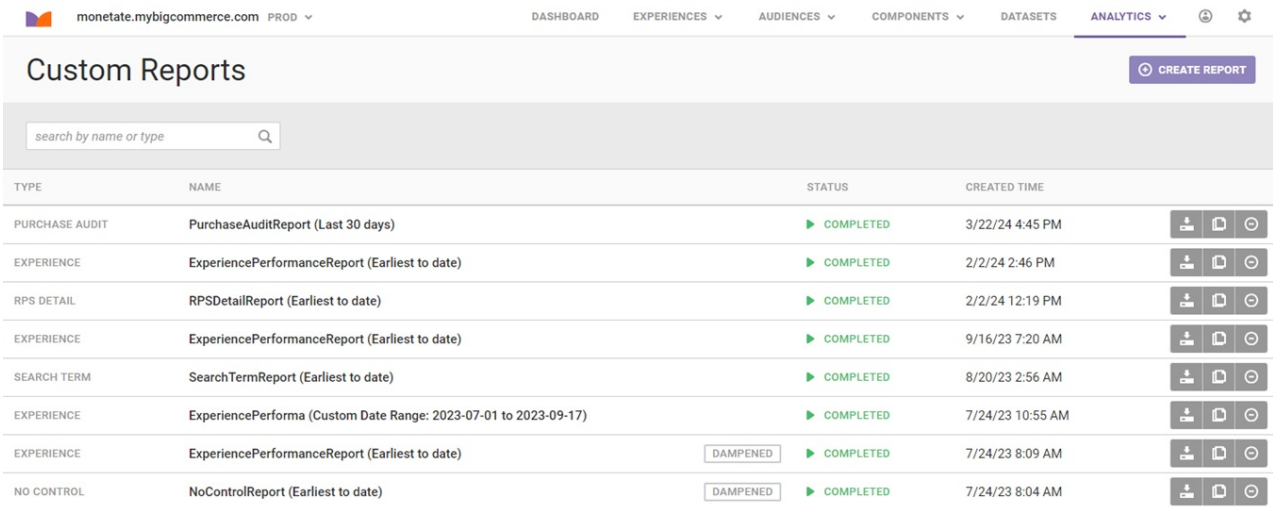 monetate.mybigcommerce.com PROD DASHBOARD EXPERIENCES AUDIENCES COMPONENTS DATASETS ANALYTICS
Custom Reports CREATE REPORT
search by name or type
TYPE NAME STATUS CREATED TIME
PURCHASE AUDIT PurchaseAuditReport (Last 30 days) COMPLETED 3/22/24 4:45 PM
EXPERIENCE ExperiencePerformanceReport (Earliest to date) COMPLETED 2/2/24 2:46 PM
RPS DETAIL RPSDetailReport (Earliest to date) COMPLETED 2/2/24 12:19 PM
EXPERIENCE ExperiencePerformanceReport (Earliest to date) COMPLETED 9/16/23 7:20 AM
SEARCH TERM SearchTermReport (Earliest to date) COMPLETED 8/20/23 2:56 AM
EXPERIENCE ExperiencePerforma (Custom Date Range: 2023-07-01 to 2023-09-17) COMPLETED 7/24/23 10:55 AM
EXPERIENCE ExperiencePerformanceReport (Earliest to date) DAMPENED COMPLETED 7/24/23 8:09 AM
NO CONTROL NoControlReport (Earliest to date) DAMPENED COMPLETED 7/24/23 8:04 AM